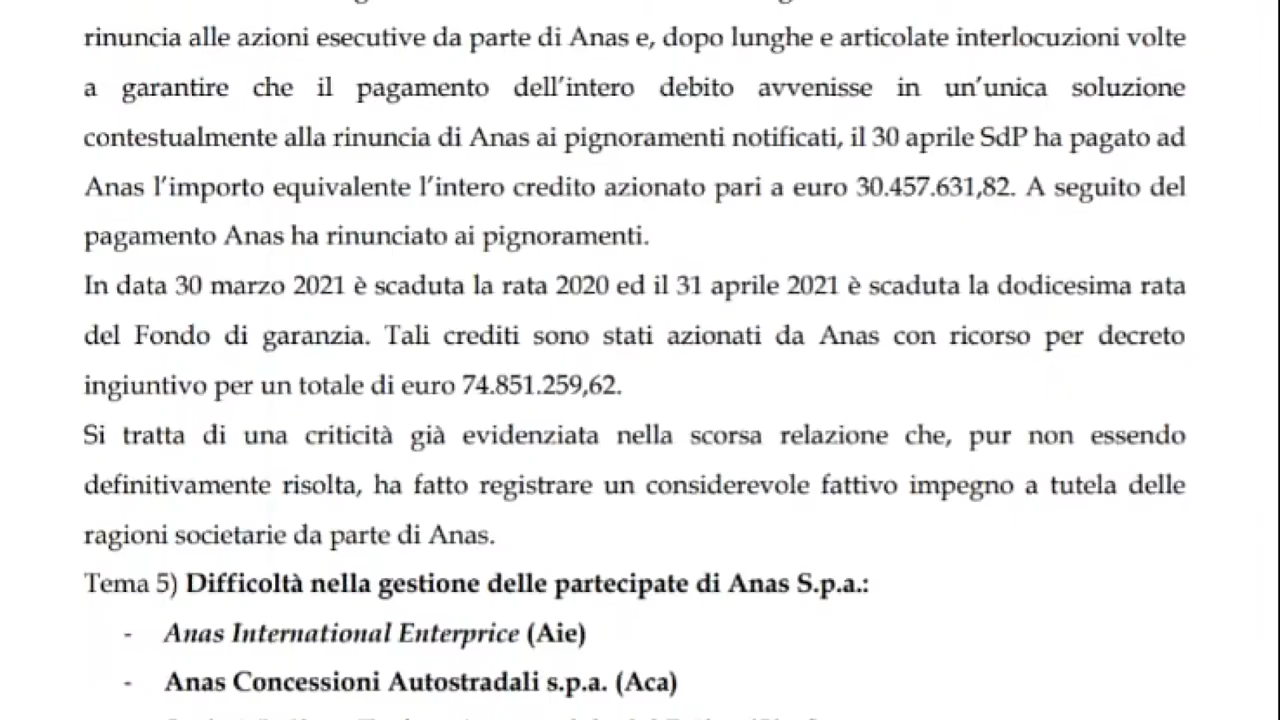 rinuncia alle azioni esecutive da parte di Anas e, dopo lunghe e articolate interlocuzioni volte
a garantire che il pagamento dell'intero debito avvenisse in un'unica soluzione
contestualmente alla rinuncia di Anas ai pignoramenti notificati, il 30 aprile SdP ha pagato ad
Anas l'importo equivalente l'intero credito azionato pari a euro 30.457.631,82. A seguito del
pagamento Anas ha rinunciato ai pignoramenti.
In data 30 marzo 2021 è scaduta la rata 2020 ed il 31 aprile 2021 è scaduta la dodicesima rata
del Fondo di garanzia. Tali crediti sono stati azionati da Anas con ricorso per decreto
ingiuntivo per un totale di euro 74.851.259,62.
Si tratta di una criticità già evidenziata nella scorsa relazione che, pur non essendo
definitivamente risolta, ha fatto registrare un considerevole fattivo impegno a tutela delle
ragioni societarie da parte di Anas.
Tema 5) Difficoltà nella gestione delle partecipate di Anas S.p.a.:
- Anas International Enterprice (Aie)
- Anas Concessioni Autostradali s.p.a. (Aca)